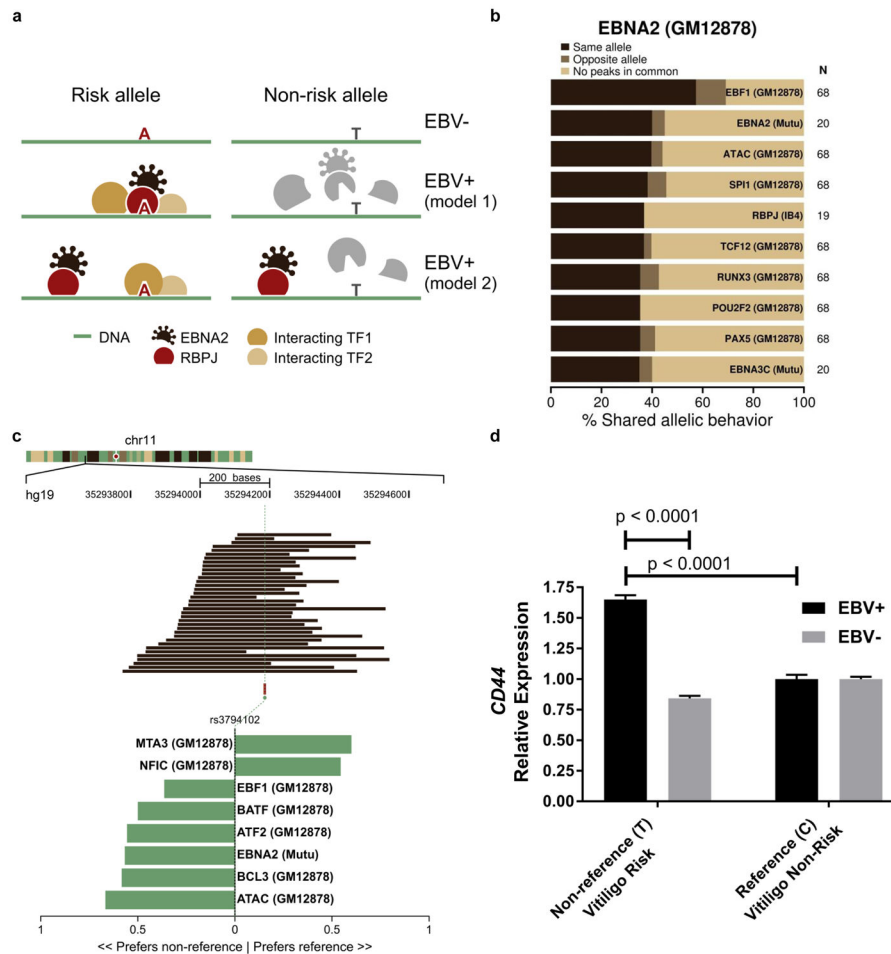 a
Risk allele
Non-risk allele
A
T
EBV-
A
T
EBV+
(model 1)
A
T
EBV+
(model 2)
DNA
EBNA2
RBPJ
Interacting TF1
Interacting TF2
b
EBNA2 (GM12878)
Same allele
Opposite allele
No peaks in common
N
EBF1 (GM12878) 68
EBNA2 (Mutu) 20
ATAC (GM12878) 68
SPI1 (GM12878) 68
RBPJ (IB4) 19
TCF12 (GM12878) 68
RUNX3 (GM12878) 68
POU2F2 (GM12878) 68
PAX5 (GM12878) 68
EBNA3C (Mutu) 20
0 20 40 60 80 100
% Shared allelic behavior
c
chr11
200 bases
hg19 35293800 35294000 35294200 35294400 35294600
rs3794102
MTA3 (GM12878)
NFIC (GM12878)
EBF1 (GM12878)
BATF (GM12878)
ATF2 (GM12878)
EBNA2 (Mutu)
BCL3 (GM12878)
ATAC (GM12878)
1 0.5 0 0.5 1
<< Prefers non-reference | Prefers reference >>
d
p < 0.0001
p < 0.0001
EBV+
EBV-
CD44
Relative Expression
1.75
1.50
1.25
1.00
0.75
0.50
0.25
0.00
Non-reference (T)
Vitiligo Risk
Reference (C)
Vitiligo Non-Risk